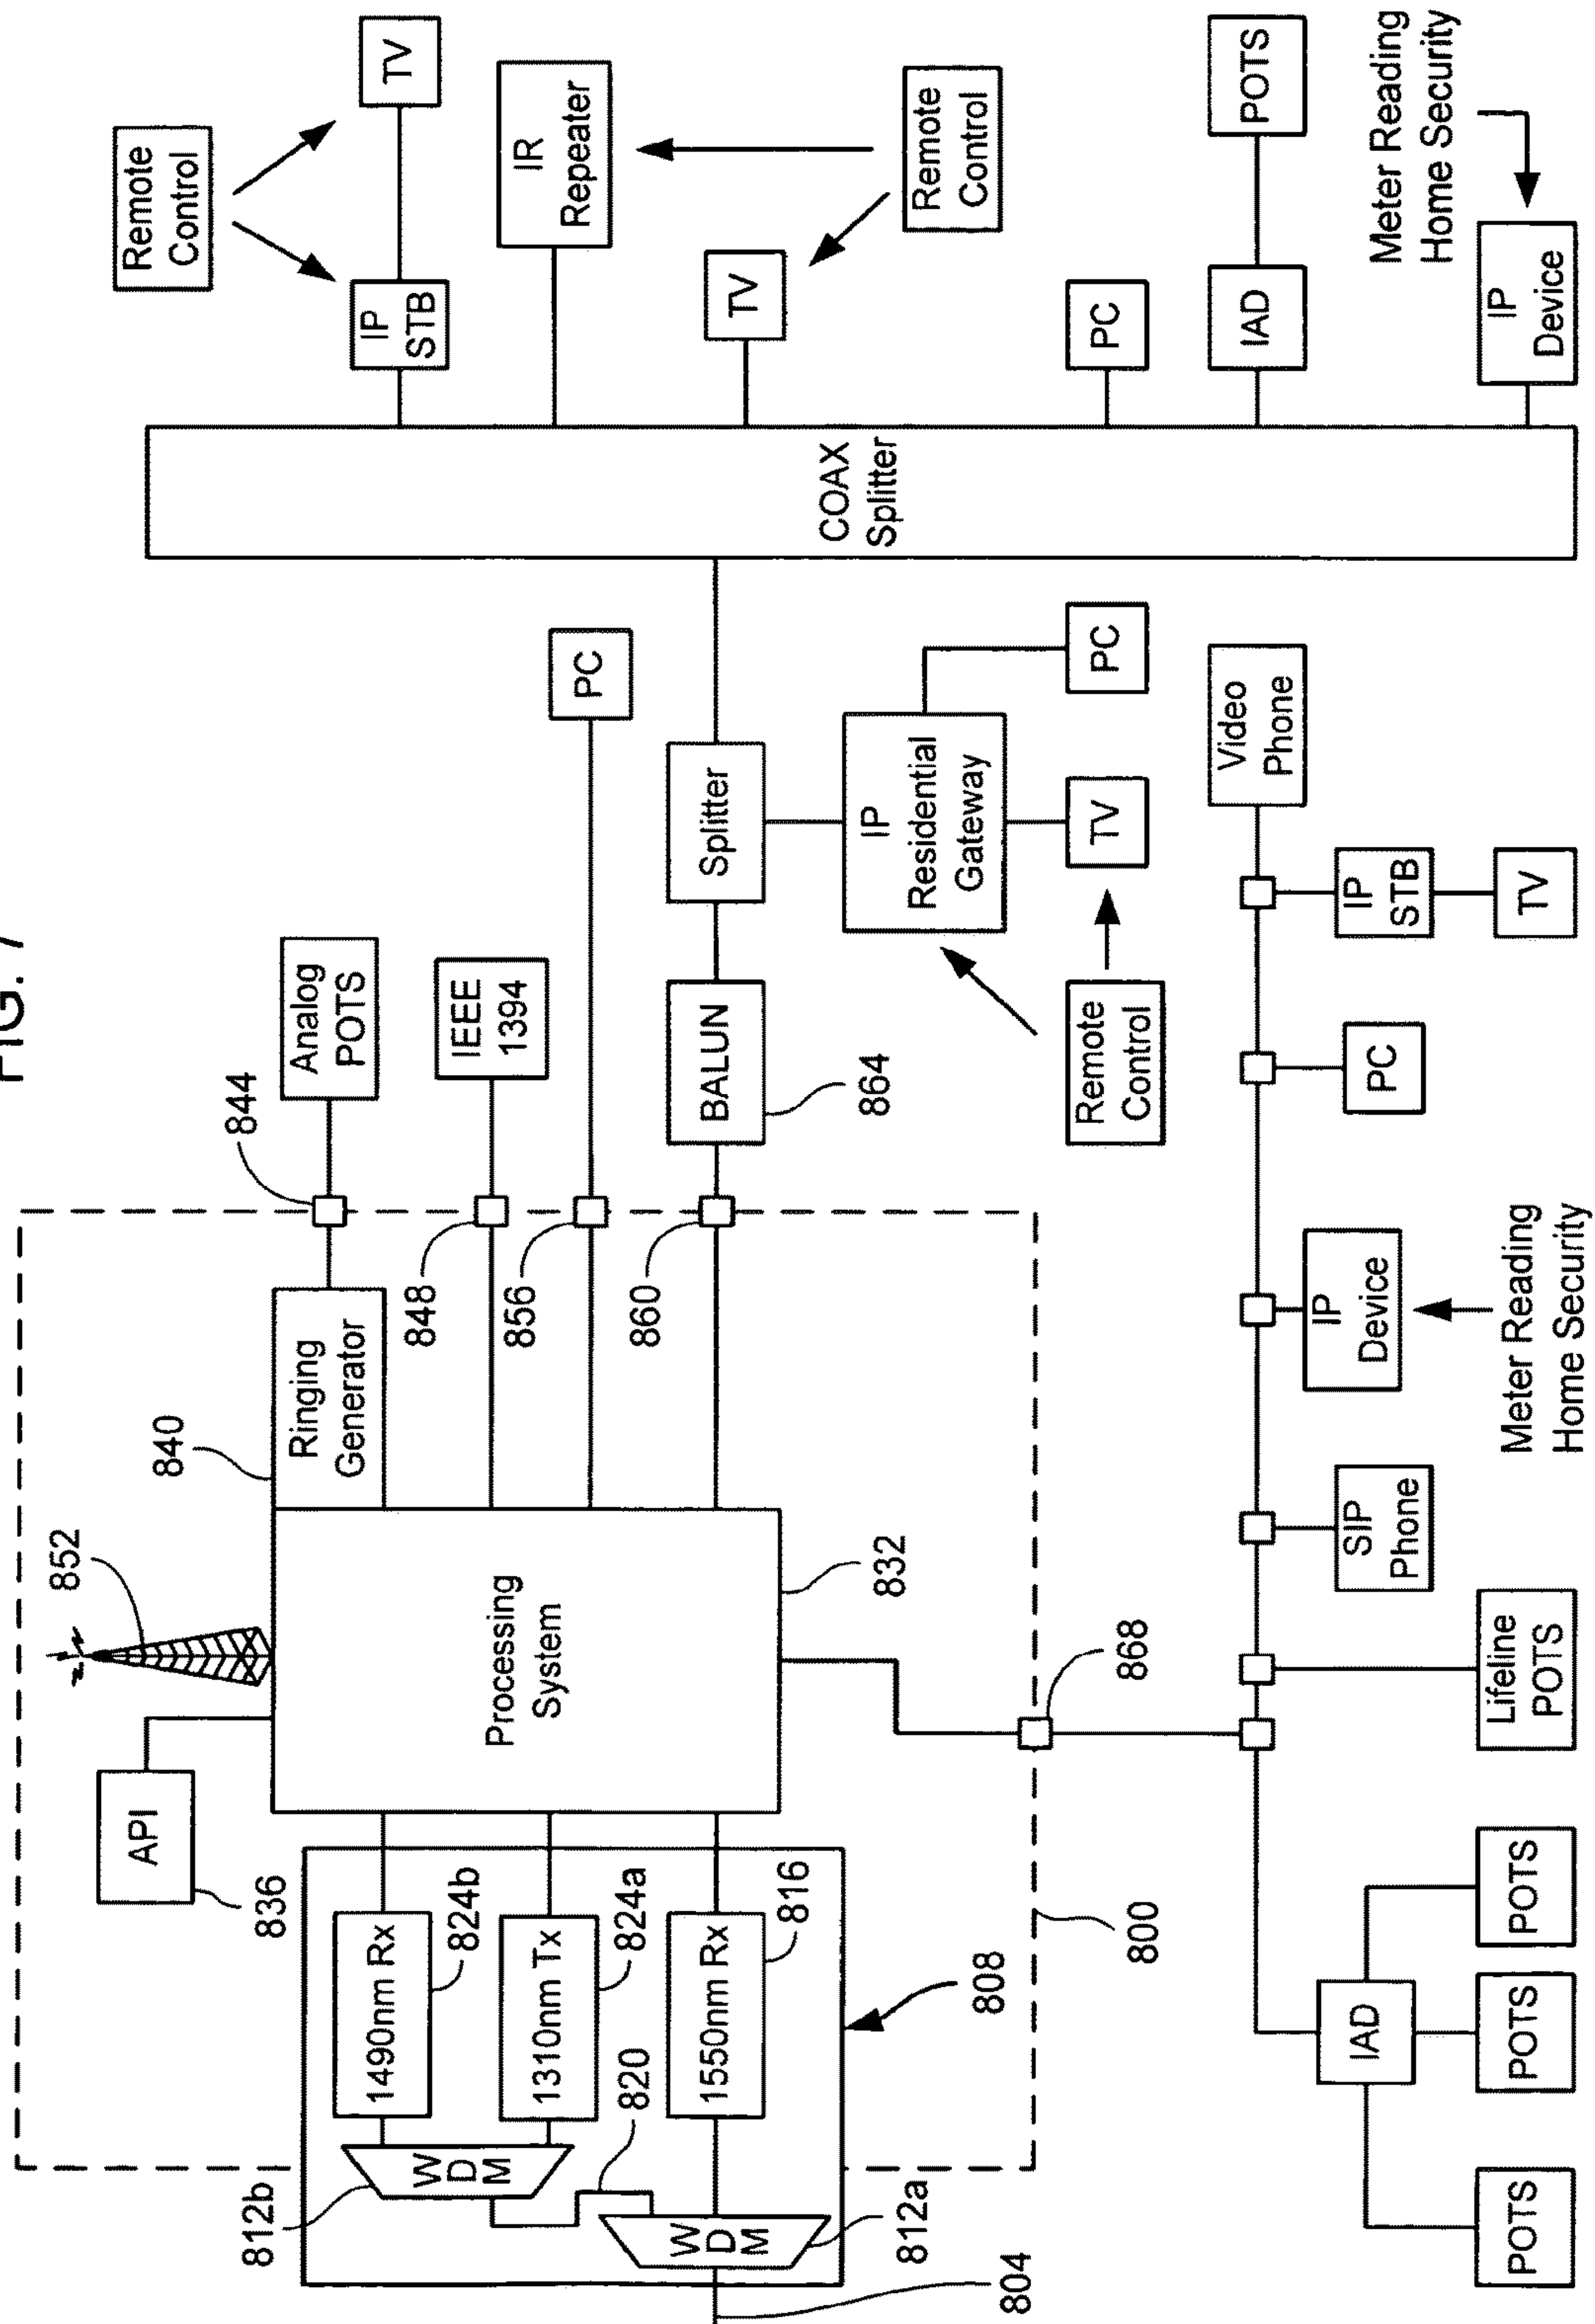 FIG. 7
852
API
836
840
Ringing
Generator
844
Analog
POTS
Remote
Control
TV
IP
STB
1490nm Rx
824b
812b
W
D
M
848
IEEE
1394
IR
Repeater
1310nm Tx
824a
Processing
System
856
PC
820
1550nm Rx
816
860
BALUN
Splitter
COAX
Splitter
TV
Remote
Control
W
D
M
812a
804
808
832
864
IP
Residential
Gateway
PC
800
868
Remote
Control
TV
PC
PC
Video
Phone
IAD
POTS
IAD
POTS
POTS
POTS
Lifeline
POTS
SIP
Phone
IP
Device
Meter Reading
Home Security
PC
IP
STB
TV
IP
Device
Meter Reading
Home Security